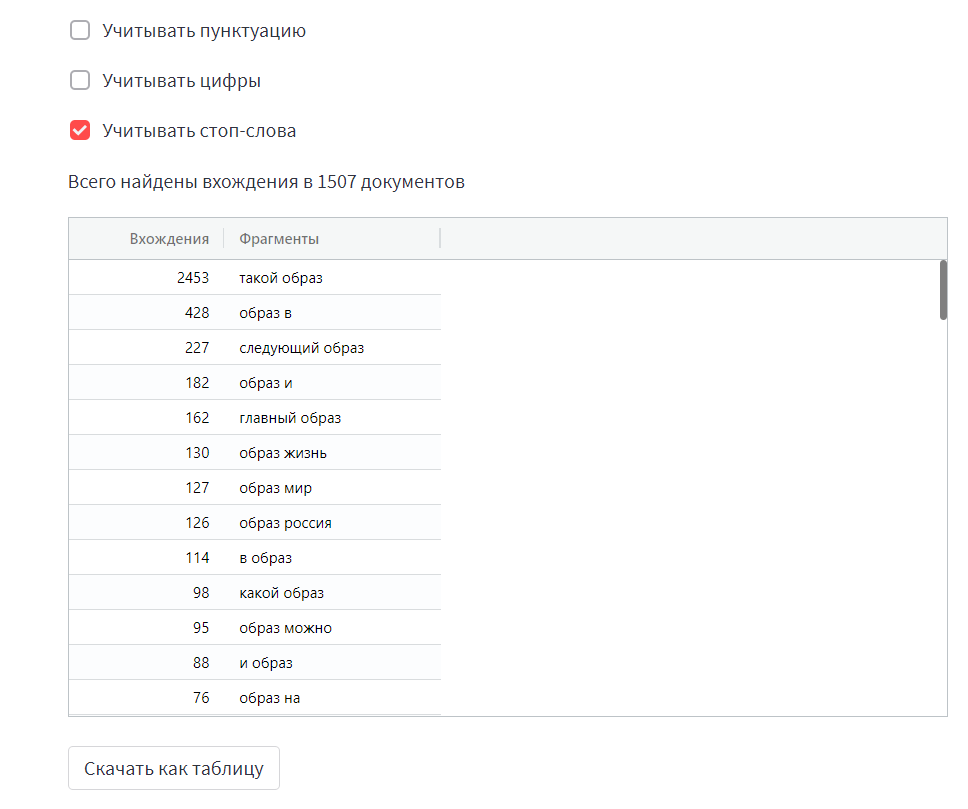 Учитывать пунктуацию
Учитывать цифры
Учитывать стоп-слова
Всего найдены вхождения в 1507 документов
Вхождения Фрагменты
2453 такой образ
428 образ в
227 следующий образ
182 образ и
162 главный образ
130 образ жизнь
127 образ мир
126 образ россия
114 в образ
98 какой образ
95 образ можно
88 и образ
76 образ на
Скачать как таблицу